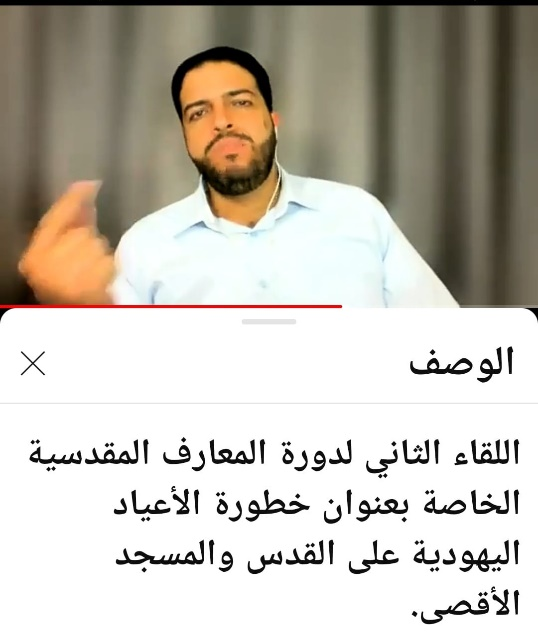 الوصف
اللقاء الثاني لدورة المعارف المقدسية
الخاصة بعنوان خطورة الأعياد
اليهودية على القدس والمسجد
الأقصى.